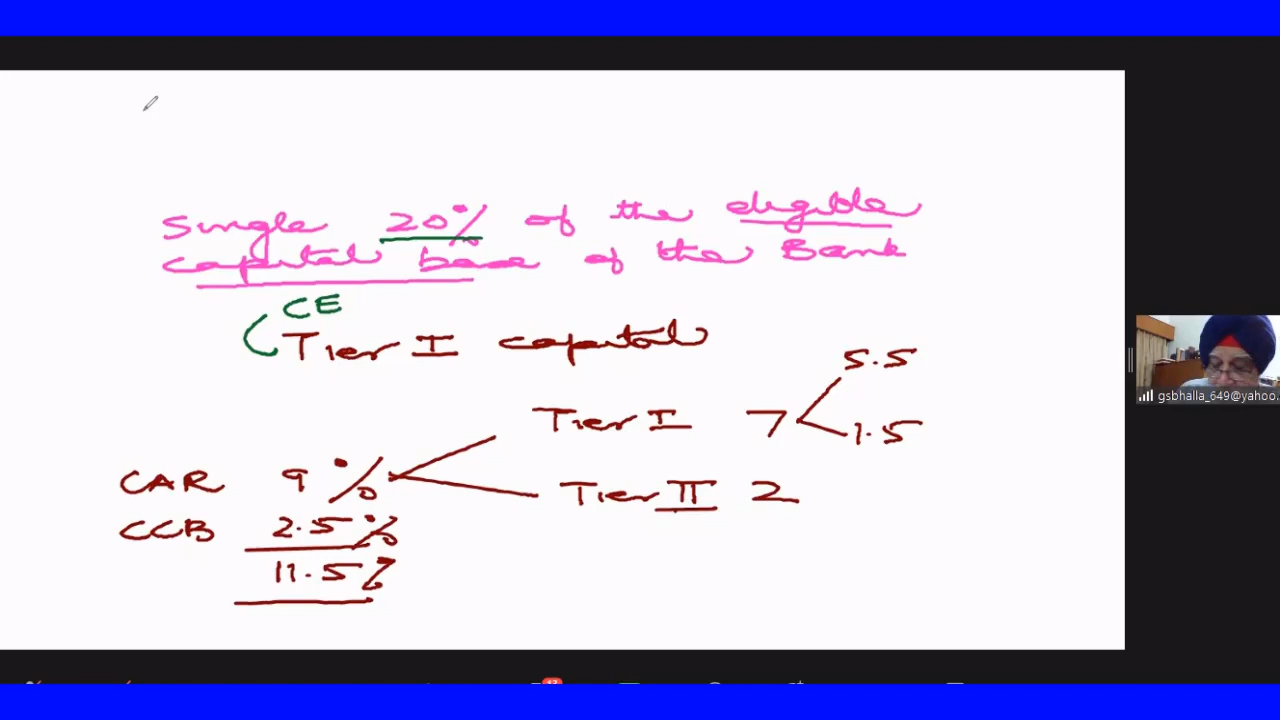 Single 20% of the eligible
capital base of the Bank
CE
Tier I capital
5.5
Tier I 7
1.5
CAR 9%
Tier II 2
CCB 2.5%
11.5%
gsbhalla_649@yahoo.